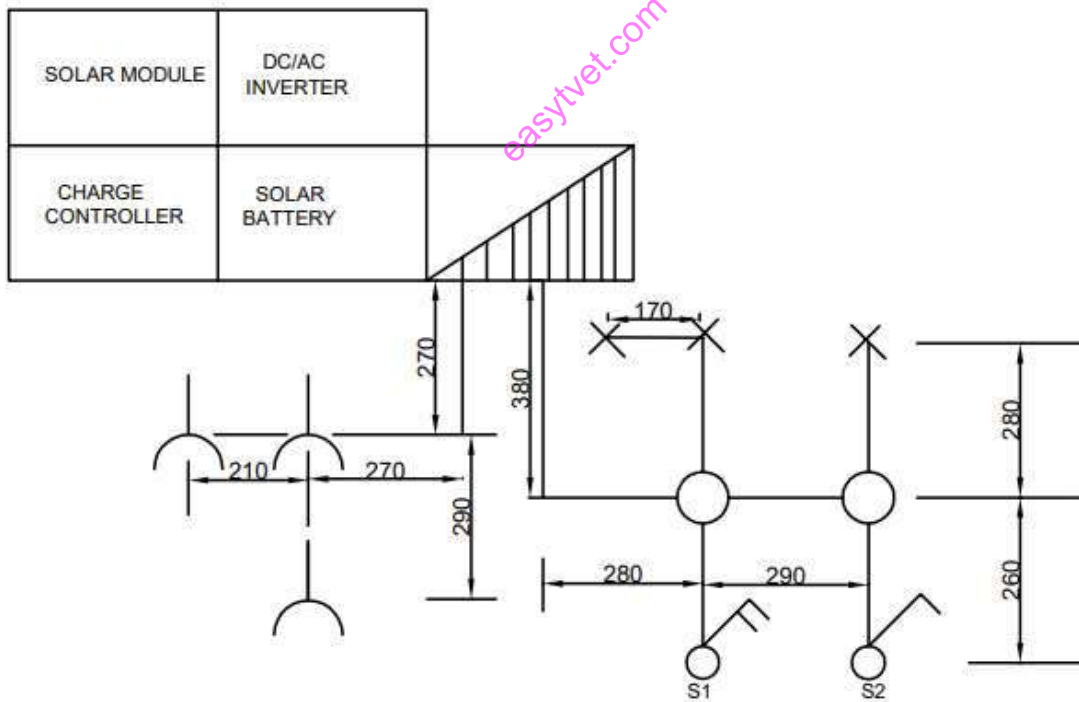 SOLAR MODULE
DC/AC
INVERTER
easytvet.com
CHARGE
CONTROLLER
SOLAR
BATTERY
170
270
380
280
210
270
290
280
290
260
S1
S2